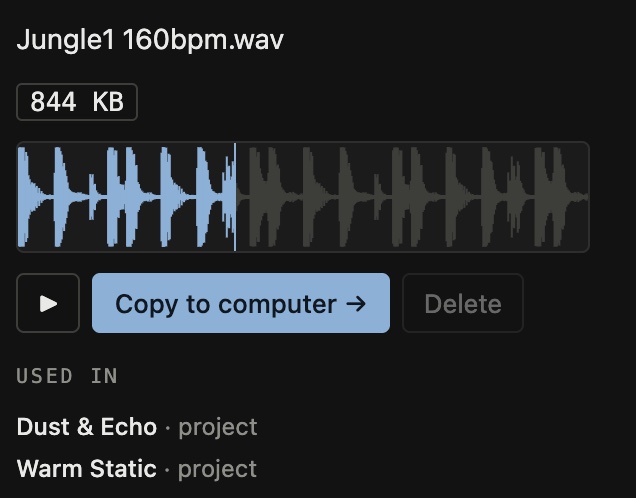 Jungle1 160bpm.wav
844 KB
Copy to computer → Delete
USED IN
Dust & Echo · project
Warm Static · project